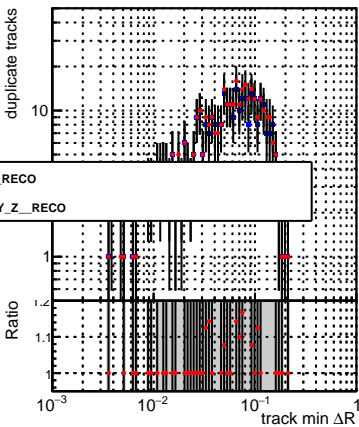 duplicate tracks
10
_RECO
Y_Z__RECO
1
Ratio
1.2
1.1
1
10⁻³
10⁻²
10⁻¹
1
track min ΔR